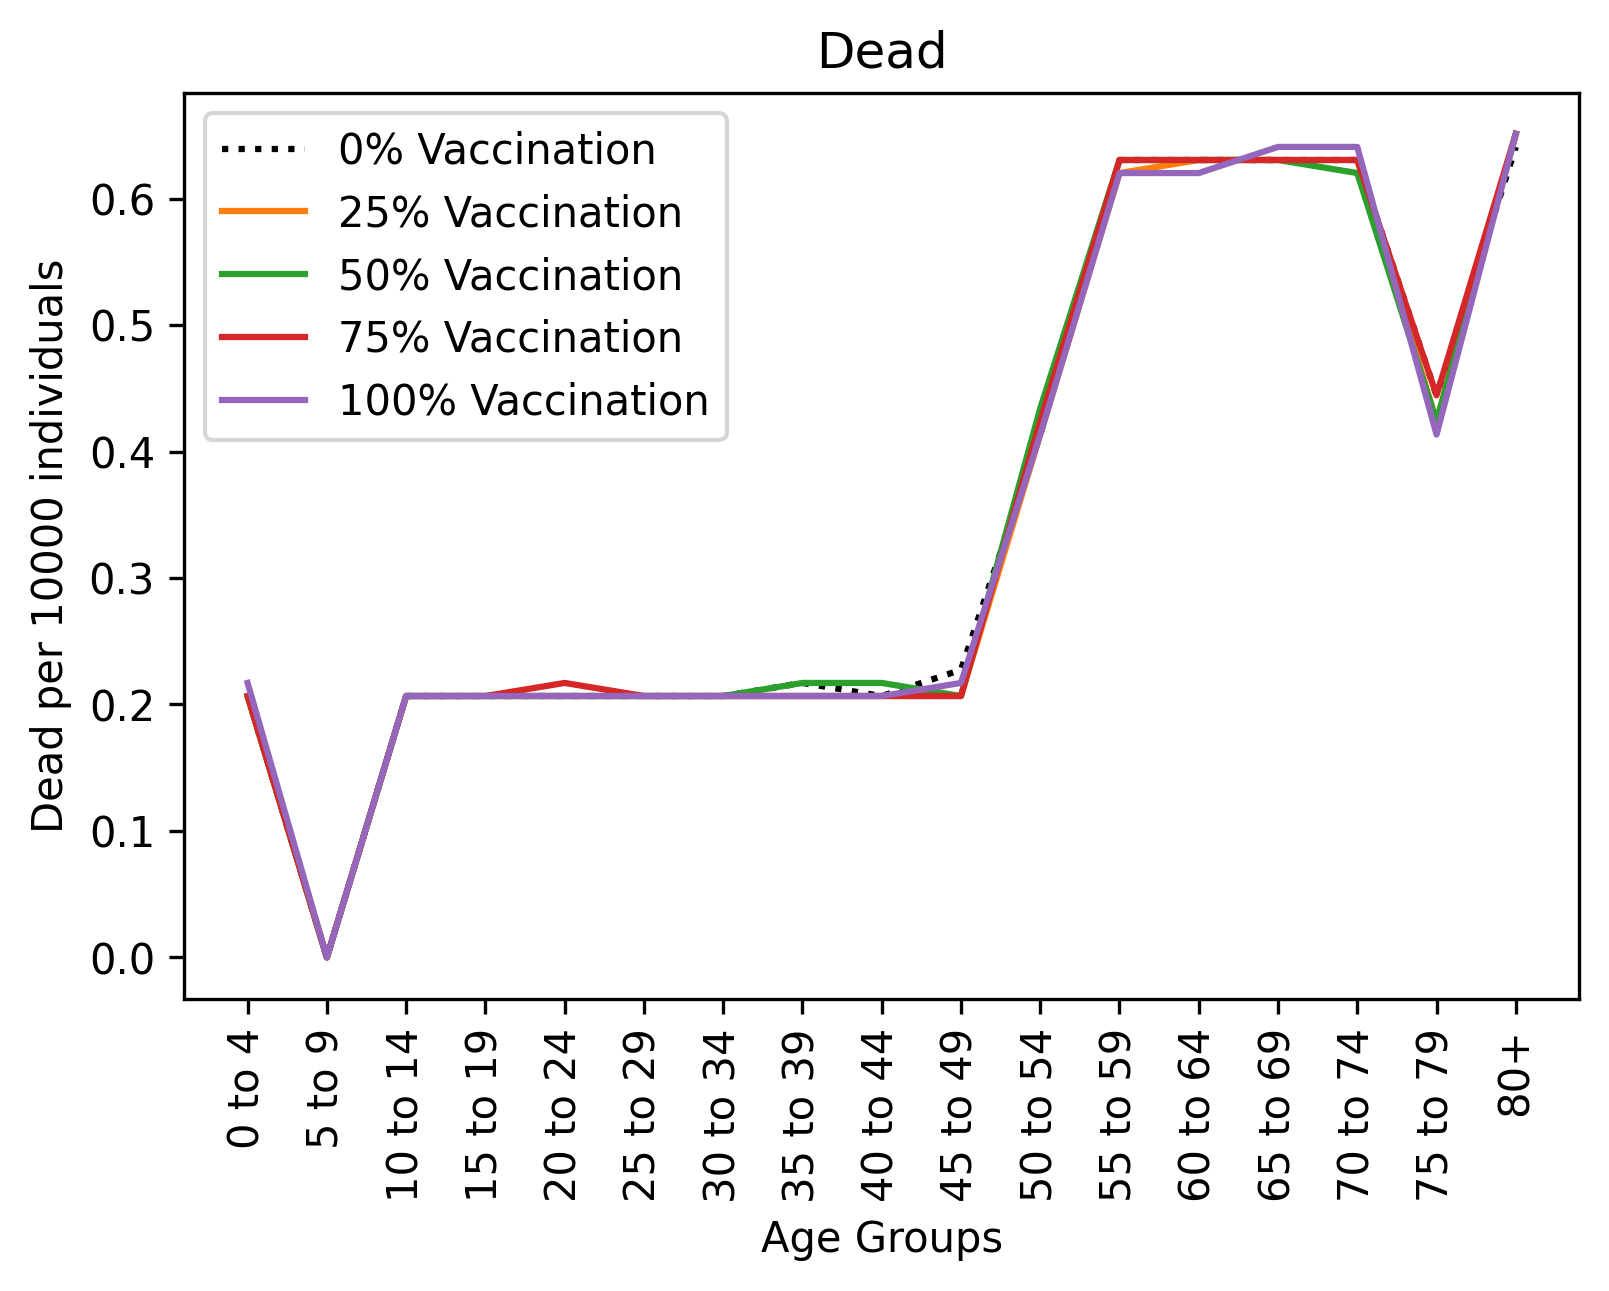 Dead
0% Vaccination
25% Vaccination
50% Vaccination
75% Vaccination
100% Vaccination
Dead per 10000 individuals
0.6
0.5
0.4
0.3
0.2
0.1
0.0
0 to 4
5 to 9
10 to 14
15 to 19
20 to 24
25 to 29
30 to 34
35 to 39
40 to 44
45 to 49
50 to 54
55 to 59
60 to 64
65 to 69
70 to 74
75 to 79
80+
Age Groups